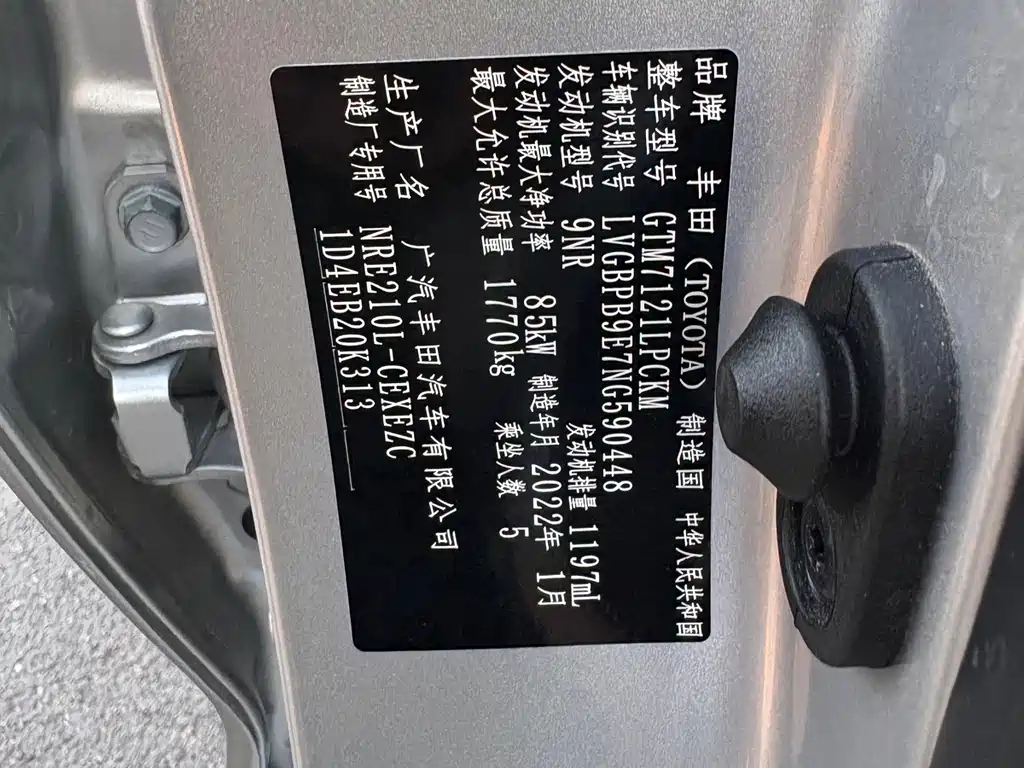 品牌 丰田(TOYOTA) 制造国 中华人民共和国
整车型号 GTM7121LPCKM
车辆识别代号 LVGBPB9E7NG590448
发动机型号 9NR 发动机排量 1197mL
发动机最大净功率 85kW 制造年月 2022年 1月
最大允许总质量 1770kg 乘坐人数 5
生产厂名 广汽丰田汽车有限公司
制造厂专用号 NRE210L-CEXEZC
1D4EB20K313